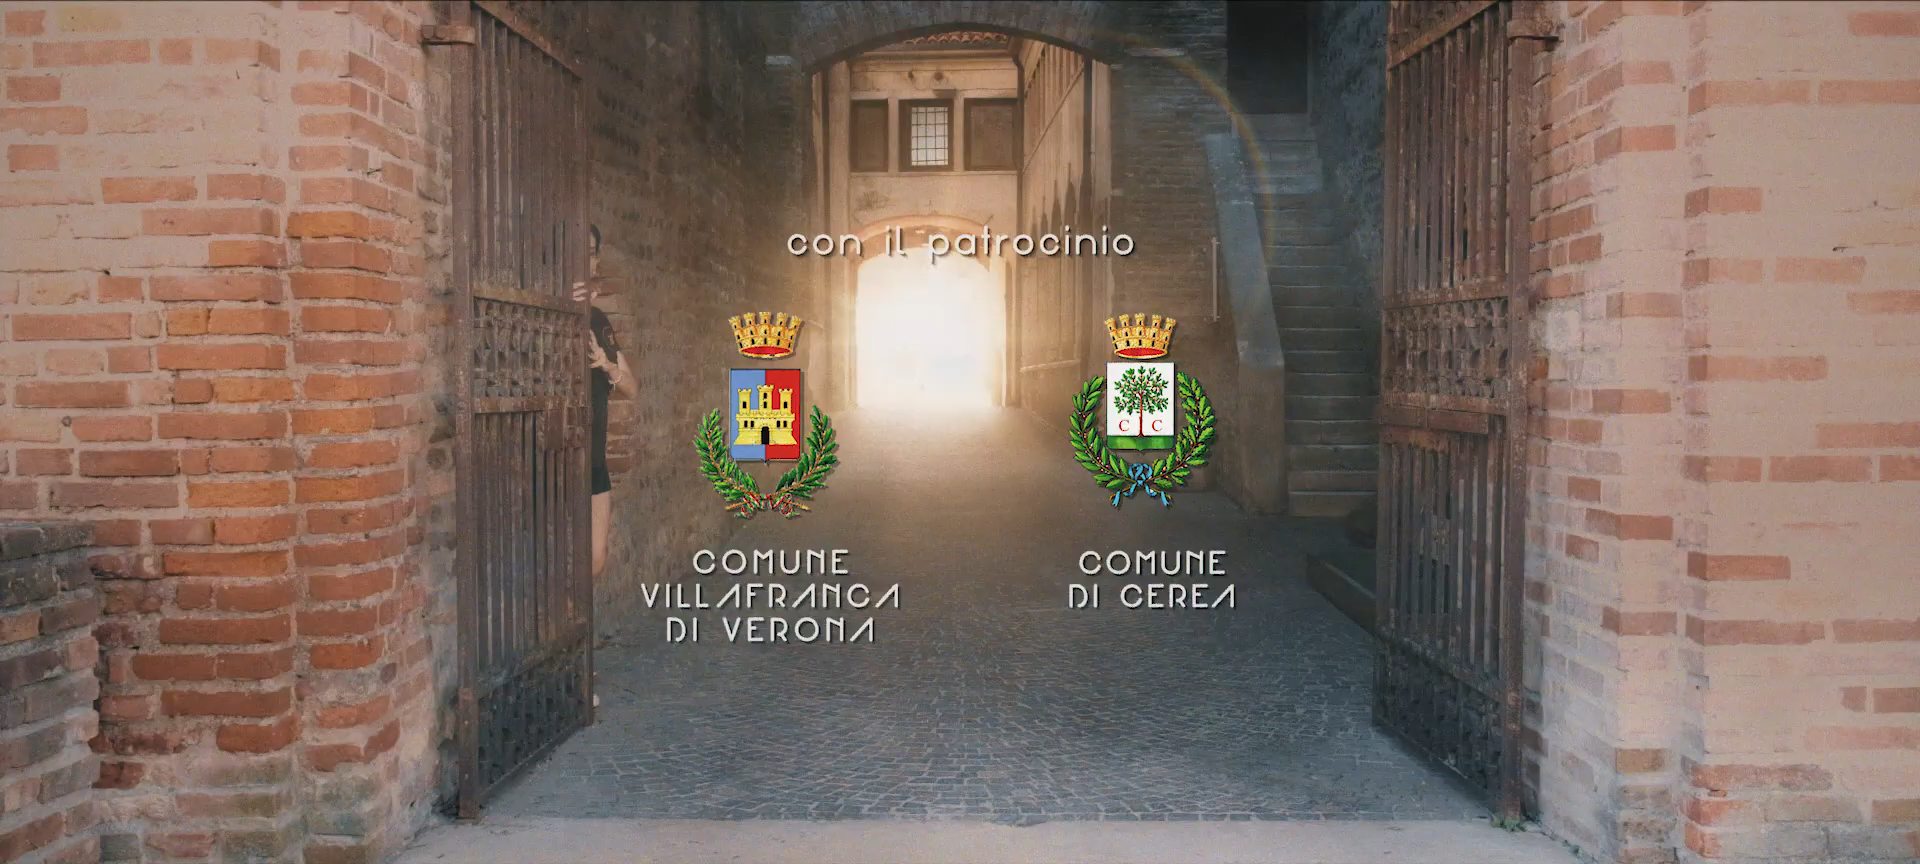 con il patrocinio
C C
COMUNE
VILLAFRANCA
DI VERONA
COMUNE
DI CEREA